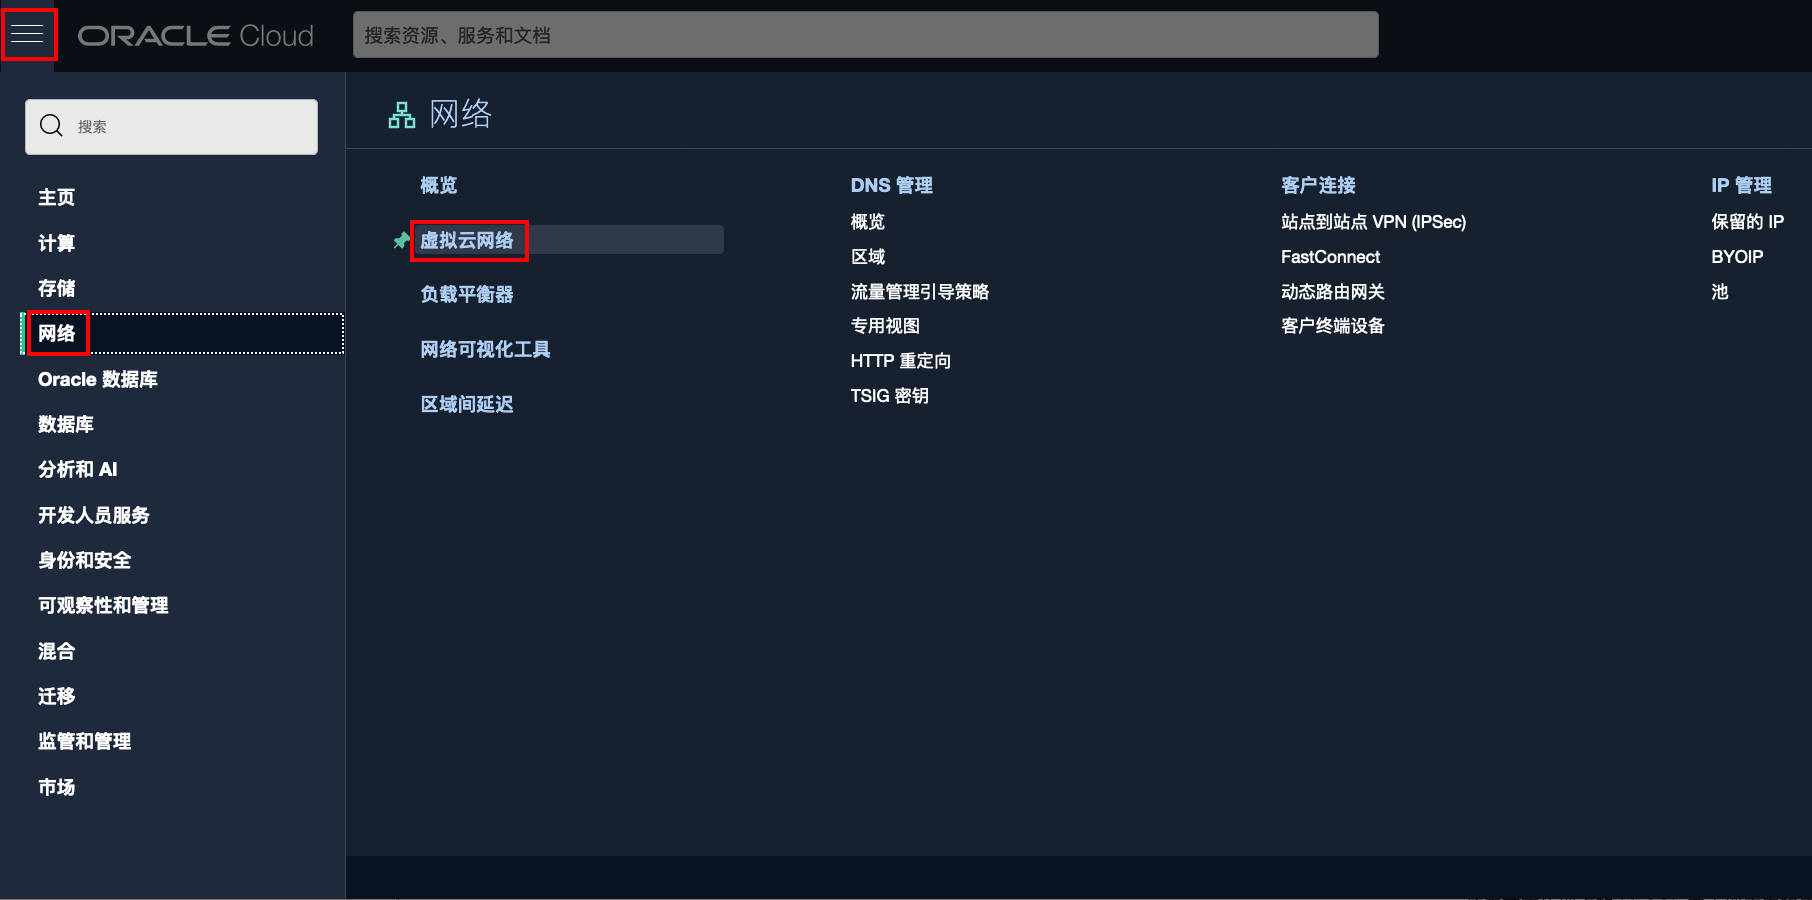 ORACLE Cloud
搜索资源、服务和文档
搜索
主页
计算
存储
网络
Oracle 数据库
数据库
分析和 AI
开发人员服务
身份和安全
可观察性和管理
混合
迁移
监管和管理
市场
网络
概览
虚拟云网络
负载平衡器
网络可视化工具
区域间延迟
DNS 管理
概览
区域
流量管理引导策略
专用视图
HTTP 重定向
TSIG 密钥
客户连接
站点到站点 VPN (IPSec)
FastConnect
动态路由网关
客户终端设备
IP 管理
保留的 IP
BYOIP
池